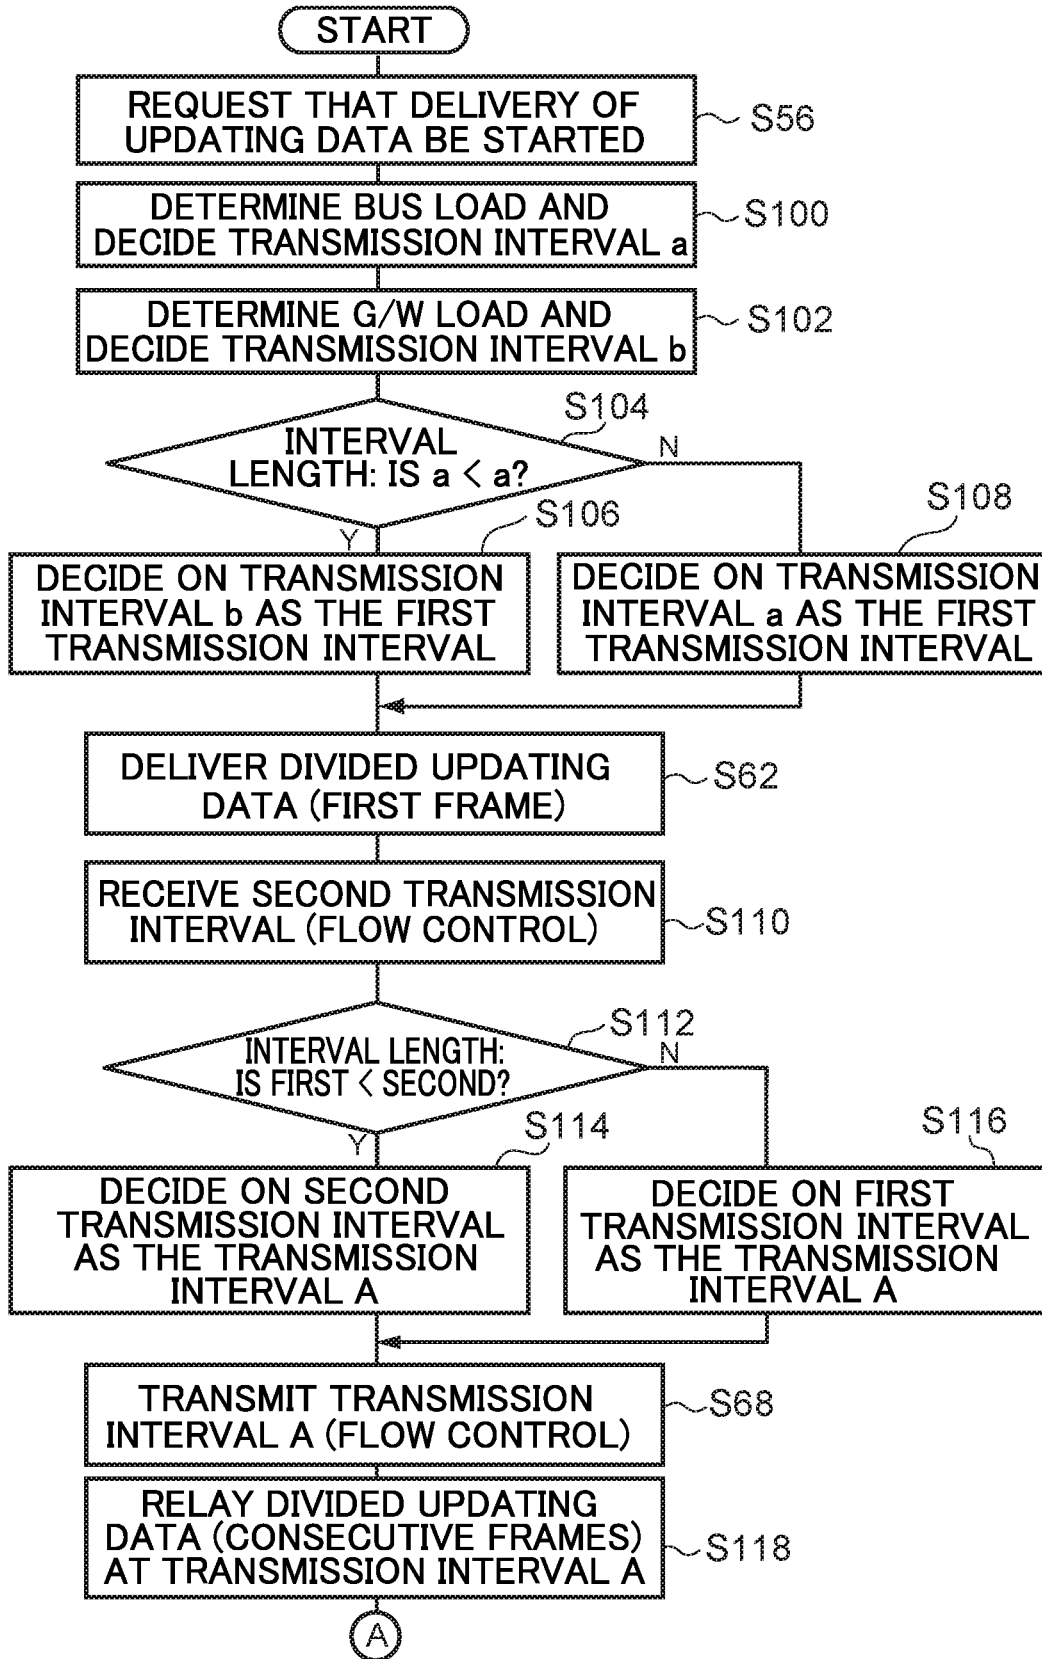 START
REQUEST THAT DELIVERY OF
UPDATING DATA BE STARTED
S56
DETERMINE BUS LOAD AND
DECIDE TRANSMISSION INTERVAL a
S100
DETERMINE G/W LOAD AND
DECIDE TRANSMISSION INTERVAL b
S102
S104
INTERVAL
LENGTH: IS a < a?
N
Y
S106
S108
DECIDE ON TRANSMISSION
INTERVAL b AS THE FIRST
TRANSMISSION INTERVAL
DECIDE ON TRANSMISSION
INTERVAL a AS THE FIRST
TRANSMISSION INTERVAL
DELIVER DIVIDED UPDATING
DATA (FIRST FRAME)
S62
RECEIVE SECOND TRANSMISSION
INTERVAL (FLOW CONTROL)
S110
S112
INTERVAL LENGTH:
IS FIRST < SECOND?
N
Y
S114
S116
DECIDE ON SECOND
TRANSMISSION INTERVAL
AS THE TRANSMISSION
INTERVAL A
DECIDE ON FIRST
TRANSMISSION INTERVAL
AS THE TRANSMISSION
INTERVAL A
TRANSMIT TRANSMISSION
INTERVAL A (FLOW CONTROL)
S68
RELAY DIVIDED UPDATING
DATA (CONSECUTIVE FRAMES)
AT TRANSMISSION INTERVAL A
S118
A